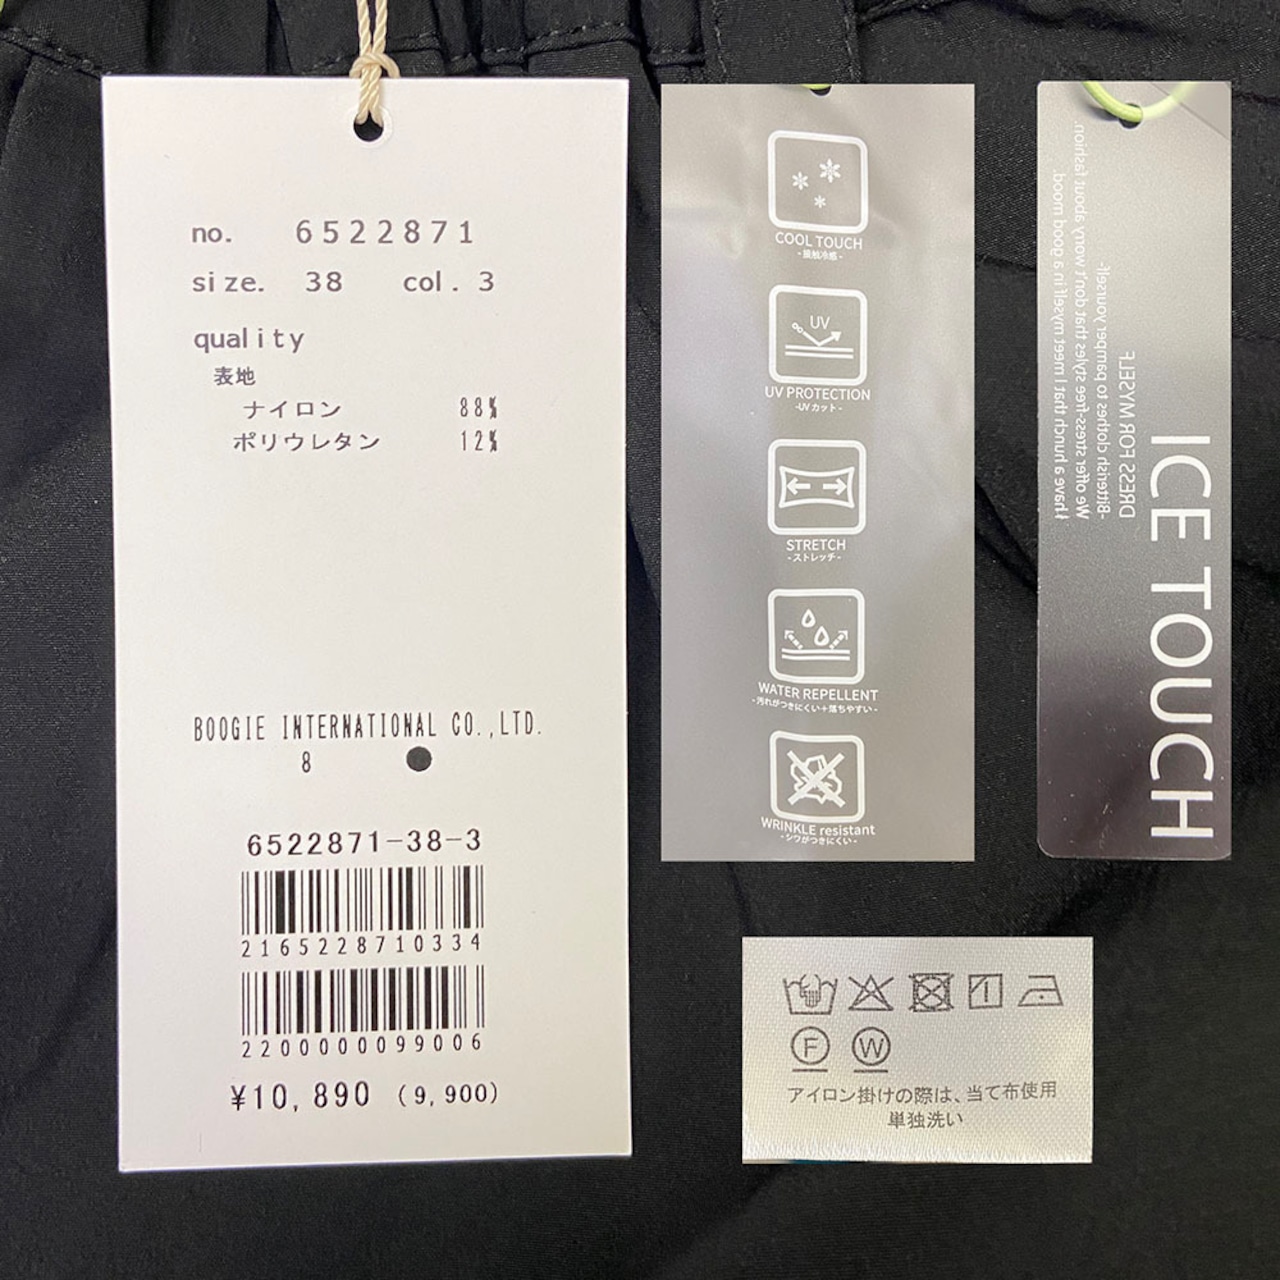 no. 6522871
size. 38 col. 3
quality
表地
ナイロン 88%
ポリウレタン 12%
BOOGIE INTERNATIONAL CO.,LTD.
8
6522871-38-3
2165228710334
2200000099006
¥10,890 (9,900)
COOL TOUCH
-接触冷感-
UV
UV PROTECTION
-UVカット-
STRETCH
-ストレッチ-
WATER REPELLENT
-汚れがつきにくい+落ちやすい-
WRINKLE resistant
-シワがつきにくい-
ICE TOUCH
DRESS FOR MYSELF
-Bitterish clothes to pamper yourself-
We offer stress-free styles that don't worry about fashion.
I have a hunch that I meet myself in a good mood.
F W
アイロン掛けの際は、当て布使用
単独洗い